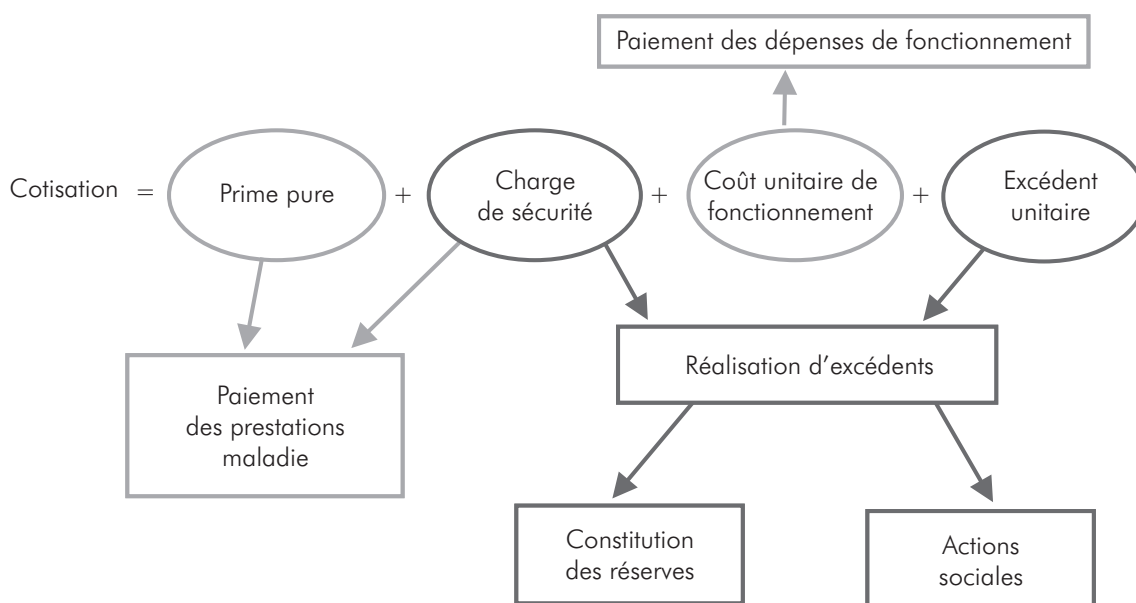 Paiement des dépenses de fonctionnement
Cotisation = Prime pure + Charge de sécurité + Coût unitaire de fonctionnement + Excédent unitaire
Paiement
des prestations
maladie
Réalisation d'excédents
Constitution
des réserves
Actions
sociales